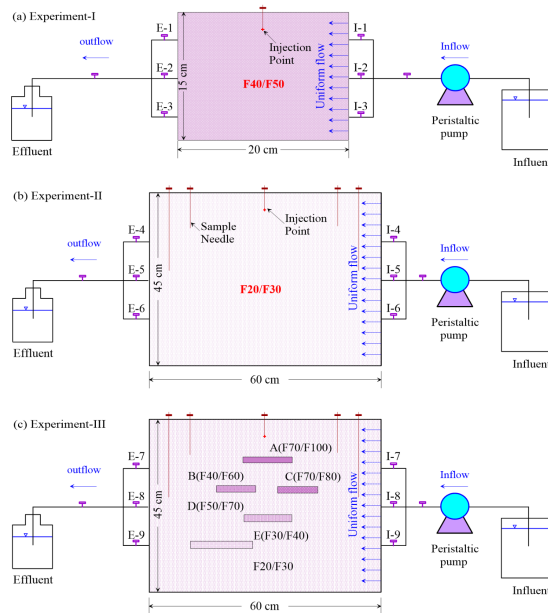 (a) Experiment-I
outflow
E-1
E-2
E-3
Effluent
15 cm
Injection
Point
F40/F50
Uniform flow
20 cm
I-1
I-2
I-3
Inflow
Peristaltic
pump
Influent
(b) Experiment-II
outflow
E-4
E-5
E-6
Effluent
45 cm
Sample
Needle
Injection
Point
F20/F30
Uniform flow
60 cm
I-4
I-5
I-6
Inflow
Peristaltic
pump
Influent
(c) Experiment-III
outflow
E-7
E-8
E-9
Effluent
45 cm
A(F70/F100)
B(F40/F60)
C(F70/F80)
D(F50/F70)
E(F30/F40)
F20/F30
Uniform flow
60 cm
I-7
I-8
I-9
Inflow
Peristaltic
pump
Influent